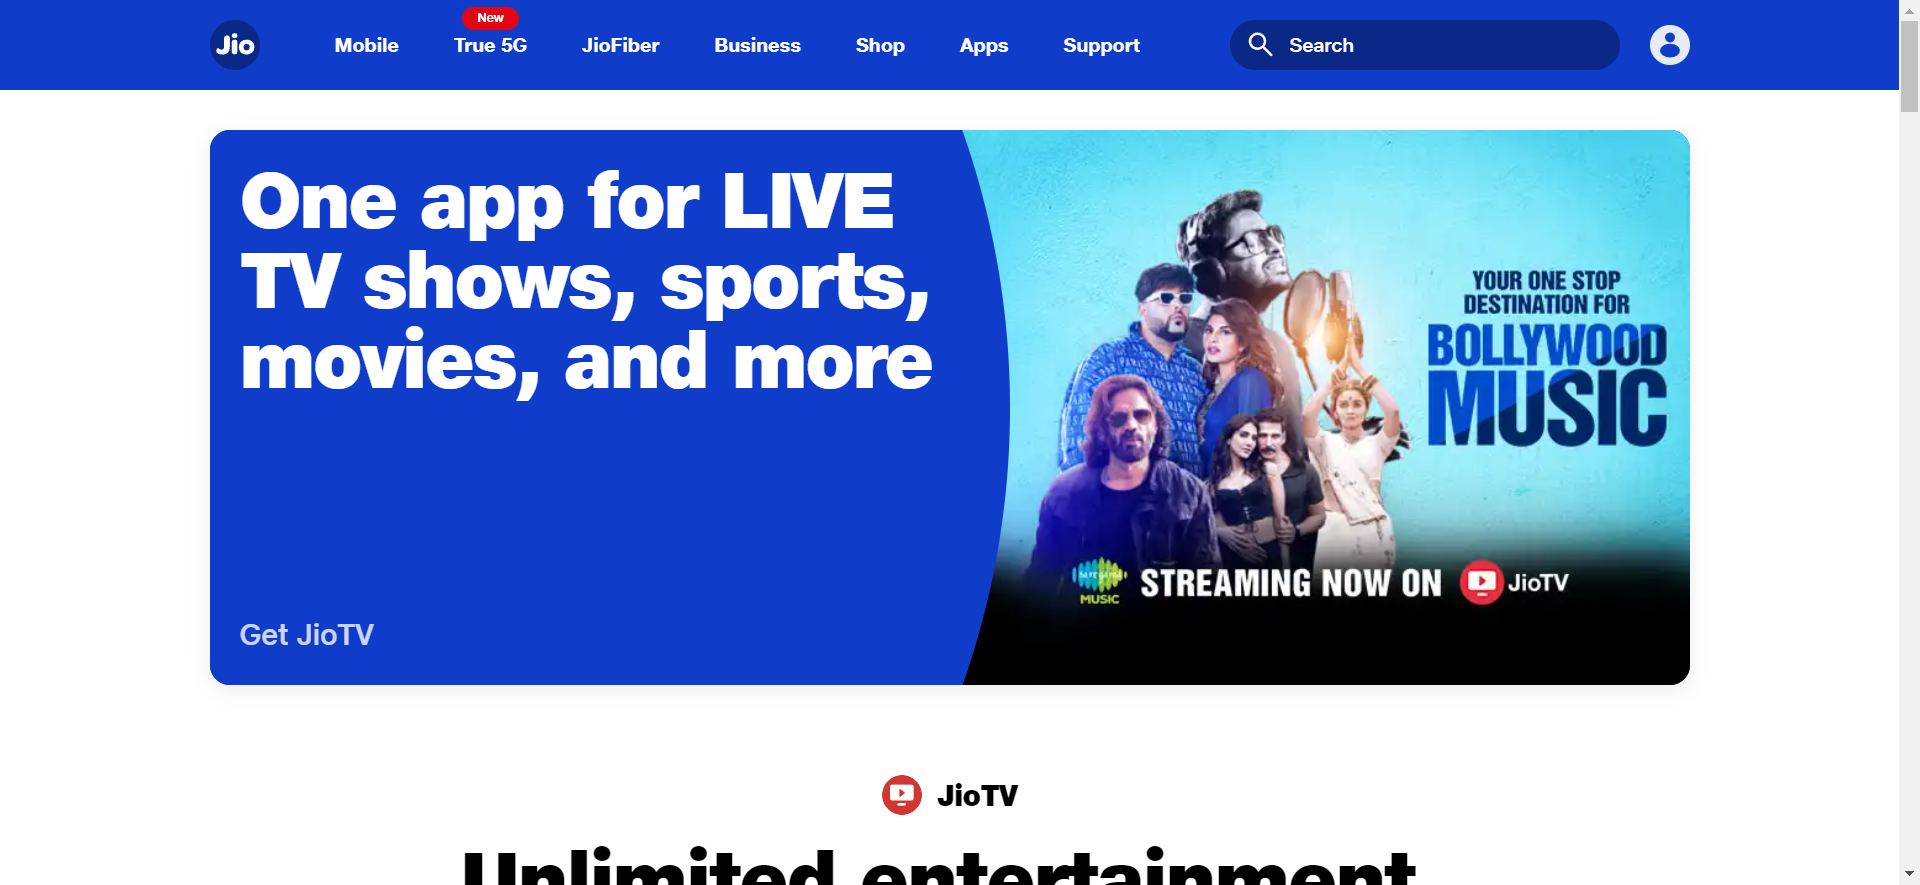 Jio
Mobile
New
True 5G
JioFiber
Business
Shop
Apps
Support
Search
One app for LIVE
TV shows, sports,
movies, and more
Get JioTV
YOUR ONE STOP
DESTINATION FOR
BOLLYWOOD
MUSIC
saregama
MUSIC
STREAMING NOW ON
JioTV
JioTV
Unlimited entertainment